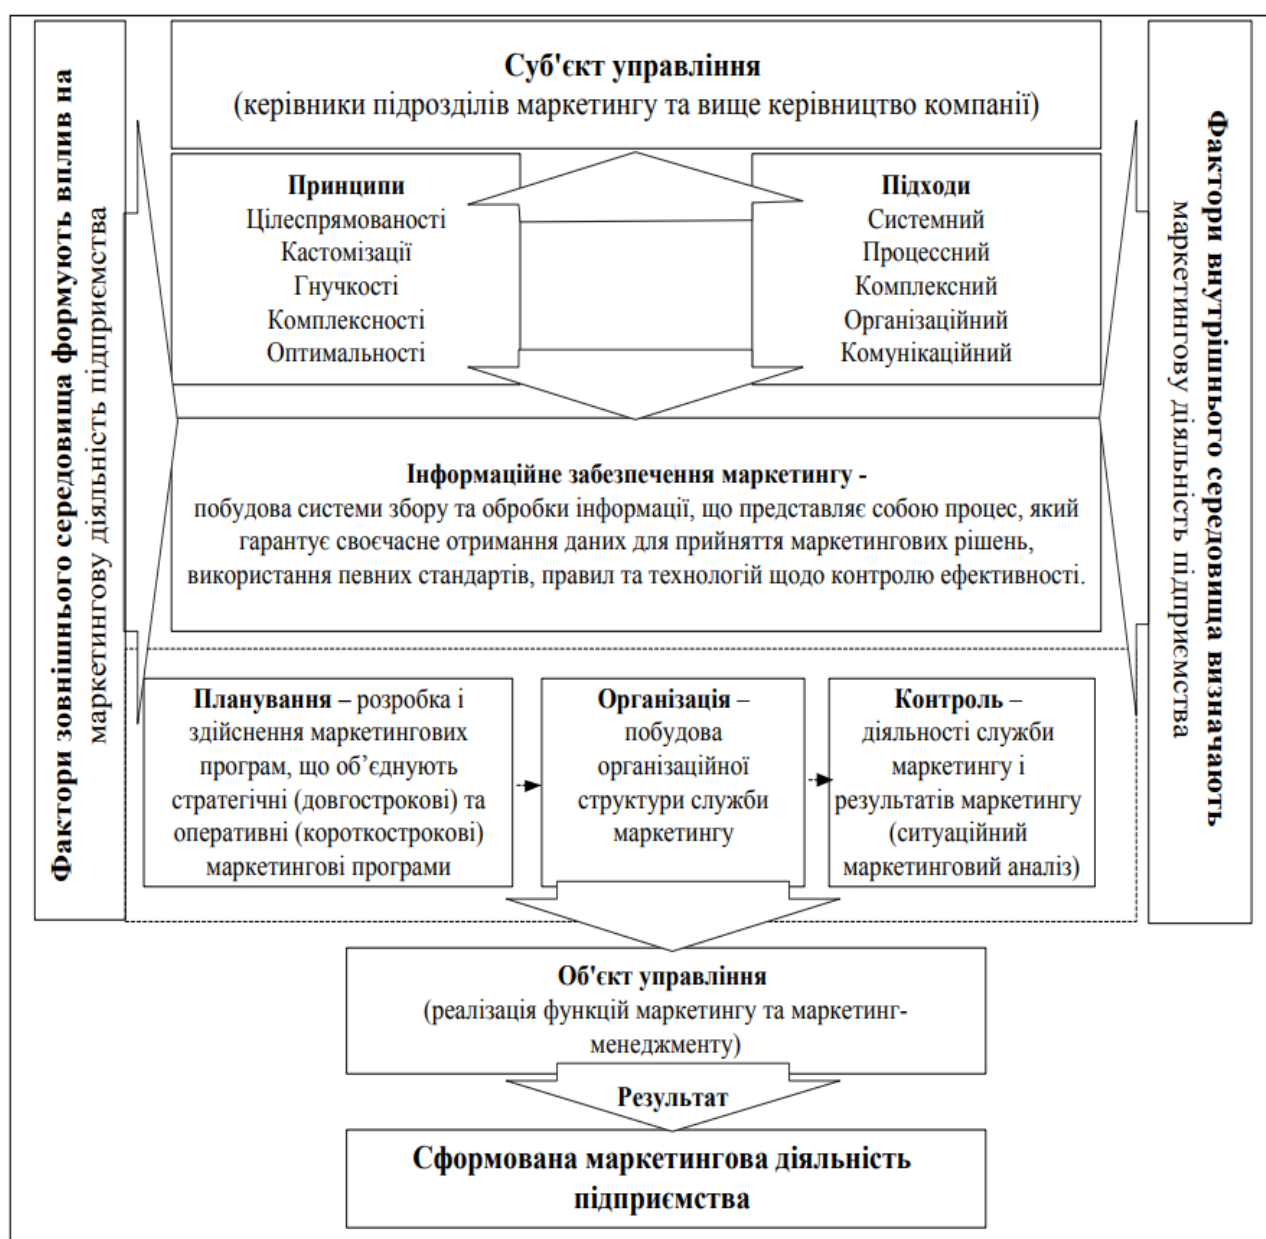 Фактори зовнішнього середовища формують вплив на
маркетингову діяльність підприємства
Суб'єкт управління
(керівники підрозділів маркетингу та вище керівництво компанії)
Принципи
Цілеспрямованості
Кастомізації
Гнучкості
Комплексності
Оптимальності
Підходи
Системний
Процессний
Комплексний
Організаційний
Комунікаційний
Інформаційне забезпечення маркетингу -
побудова системи збору та обробки інформації, що представляє собою процес, який
гарантує своєчасне отримання даних для прийняття маркетингових рішень,
використання певних стандартів, правил та технологій щодо контролю ефективності.
Планування – розробка і
здійснення маркетингових
програм, що об’єднують
стратегічні (довгострокові) та
оперативні (короткострокові)
маркетингові програми
Організація –
побудова
організаційної
структури служби
маркетингу
Контроль –
діяльності служби
маркетингу і
результатів маркетингу
(ситуаційний
маркетинговий аналіз)
Об'єкт управління
(реалізація функцій маркетингу та маркетинг-
менеджменту)
Результат
Сформована маркетингова діяльність
підприємства
Фактори внутрішнього середовища визначають
маркетингову діяльність підприємства